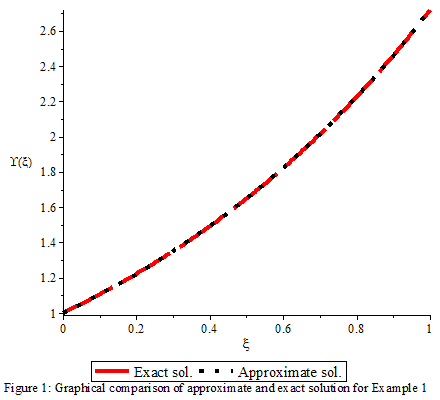 2.6
2.4
2.2
2
ϒ(ξ)
1.8
1.6
1.4
1.2
1
0 0.2 0.4 0.6 0.8 1
ξ
Exact sol. Approximate sol.
Figure 1: Graphical comparison of approximate and exact solution for Example 1